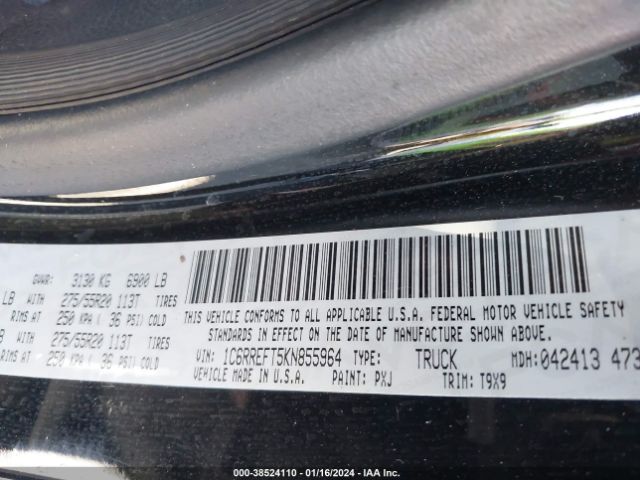 GVWR: 3130 KG 6900 LB
LB WITH 275/55R20 113T TIRES
RIMS AT 250 KPA ( 36 PSI) COLD
WITH 275/55R20 113T TIRES
RIMS AT 250 KPA ( 36 PSI) COLD
THIS VEHICLE CONFORMS TO ALL APPLICABLE U.S.A. FEDERAL MOTOR VEHICLE SAFETY
STANDARDS IN EFFECT ON THE DATE OF MANUFACTURE SHOWN ABOVE.
VIN: 1C6RREFT5KN855964 TYPE: TRUCK MDH: 042413 473
VEHICLE MADE IN U.S.A. PAINT: PXJ TRIM: T9X9
000-38524110 - 01/16/2024 - IAA Inc.